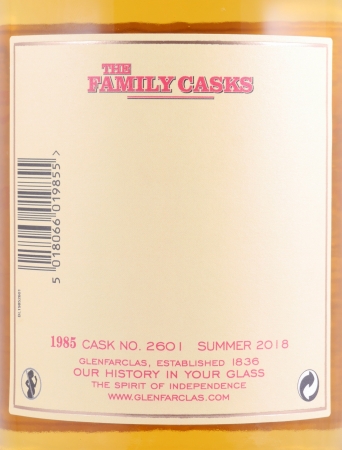 THE
FAMILY CASKS
5 018066 019855 >
1985 CASK NO. 2601 SUMMER 2018
GLENFARCLAS, ESTABLISHED 1836
OUR HISTORY IN YOUR GLASS
THE SPIRIT OF INDEPENDENCE
WWW.GLENFARCLAS.COM